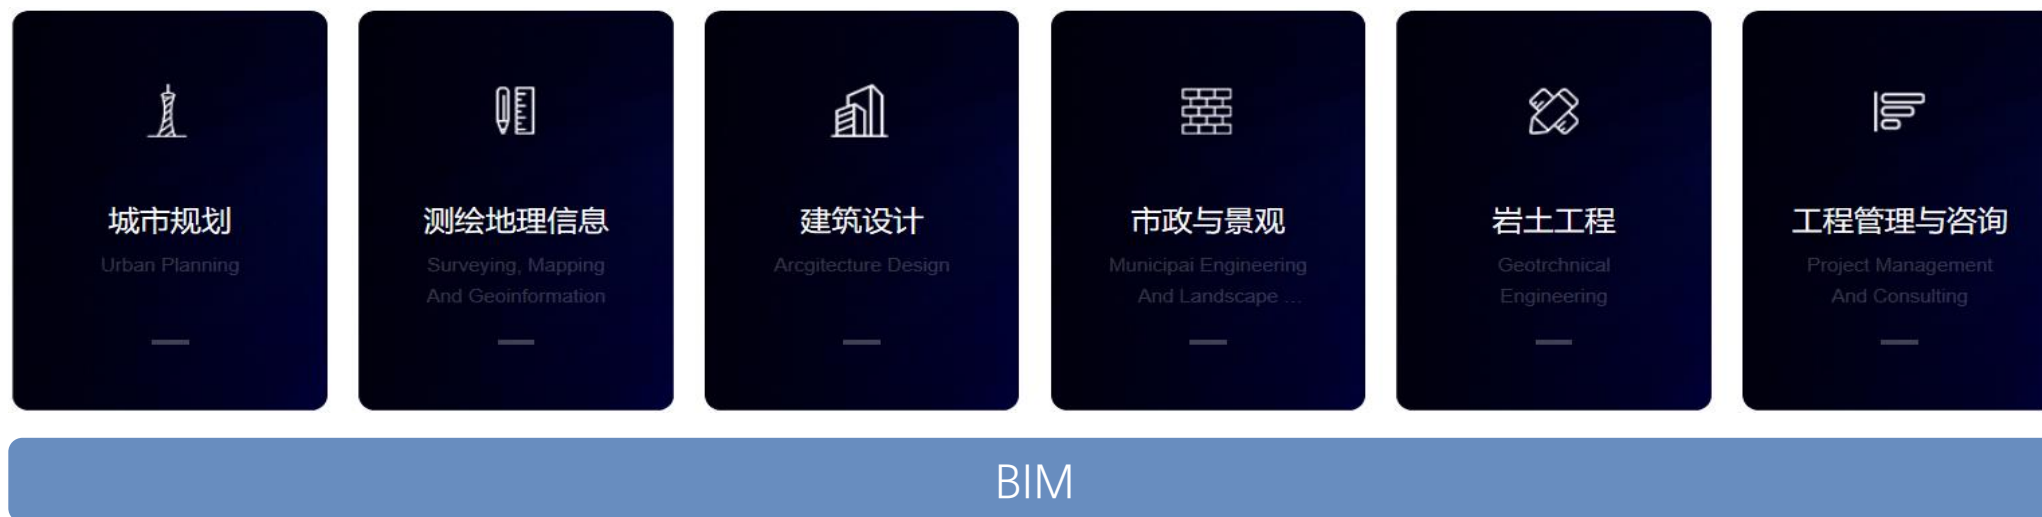 城市规划
Urban Planning
测绘地理信息
Surveying, Mapping
And Geoinformation
建筑设计
Arcgitecture Design
市政与景观
Municipai Engineering
And Landscape ...
岩土工程
Geotrchnical
Engineering
工程管理与咨询
Project Management
And Consulting
BIM